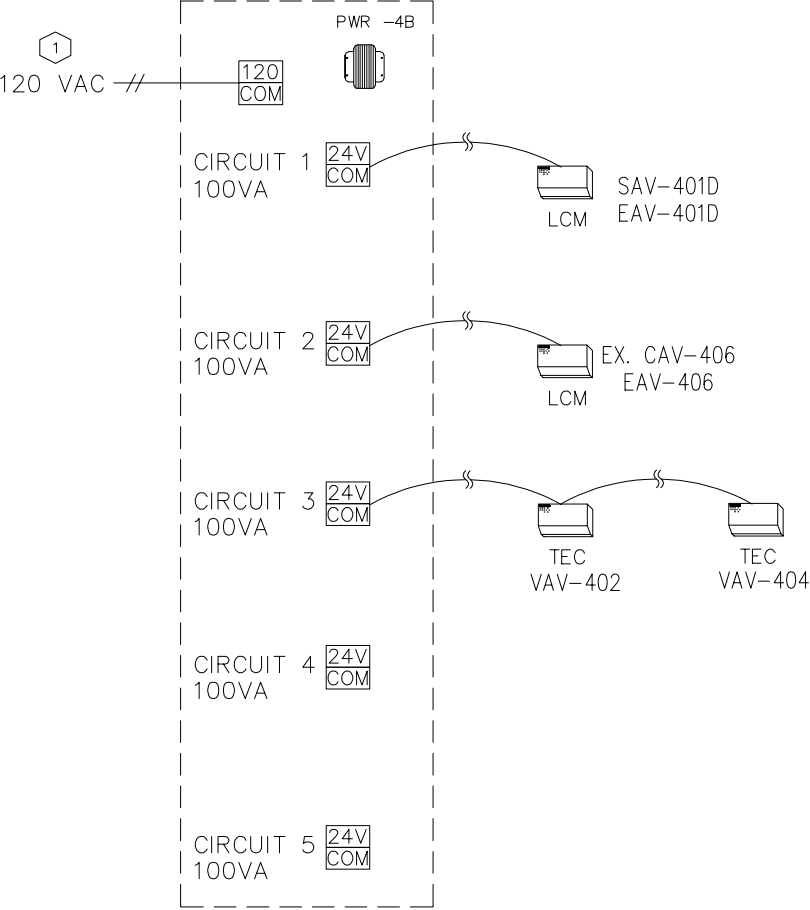 PWR -4B
1
120 VAC
120
COM
CIRCUIT 1
100VA
24V
COM
LCM
SAV-401D
EAV-401D
CIRCUIT 2
100VA
24V
COM
LCM
EX. CAV-406
EAV-406
CIRCUIT 3
100VA
24V
COM
TEC
VAV-402
TEC
VAV-404
CIRCUIT 4
100VA
24V
COM
CIRCUIT 5
100VA
24V
COM